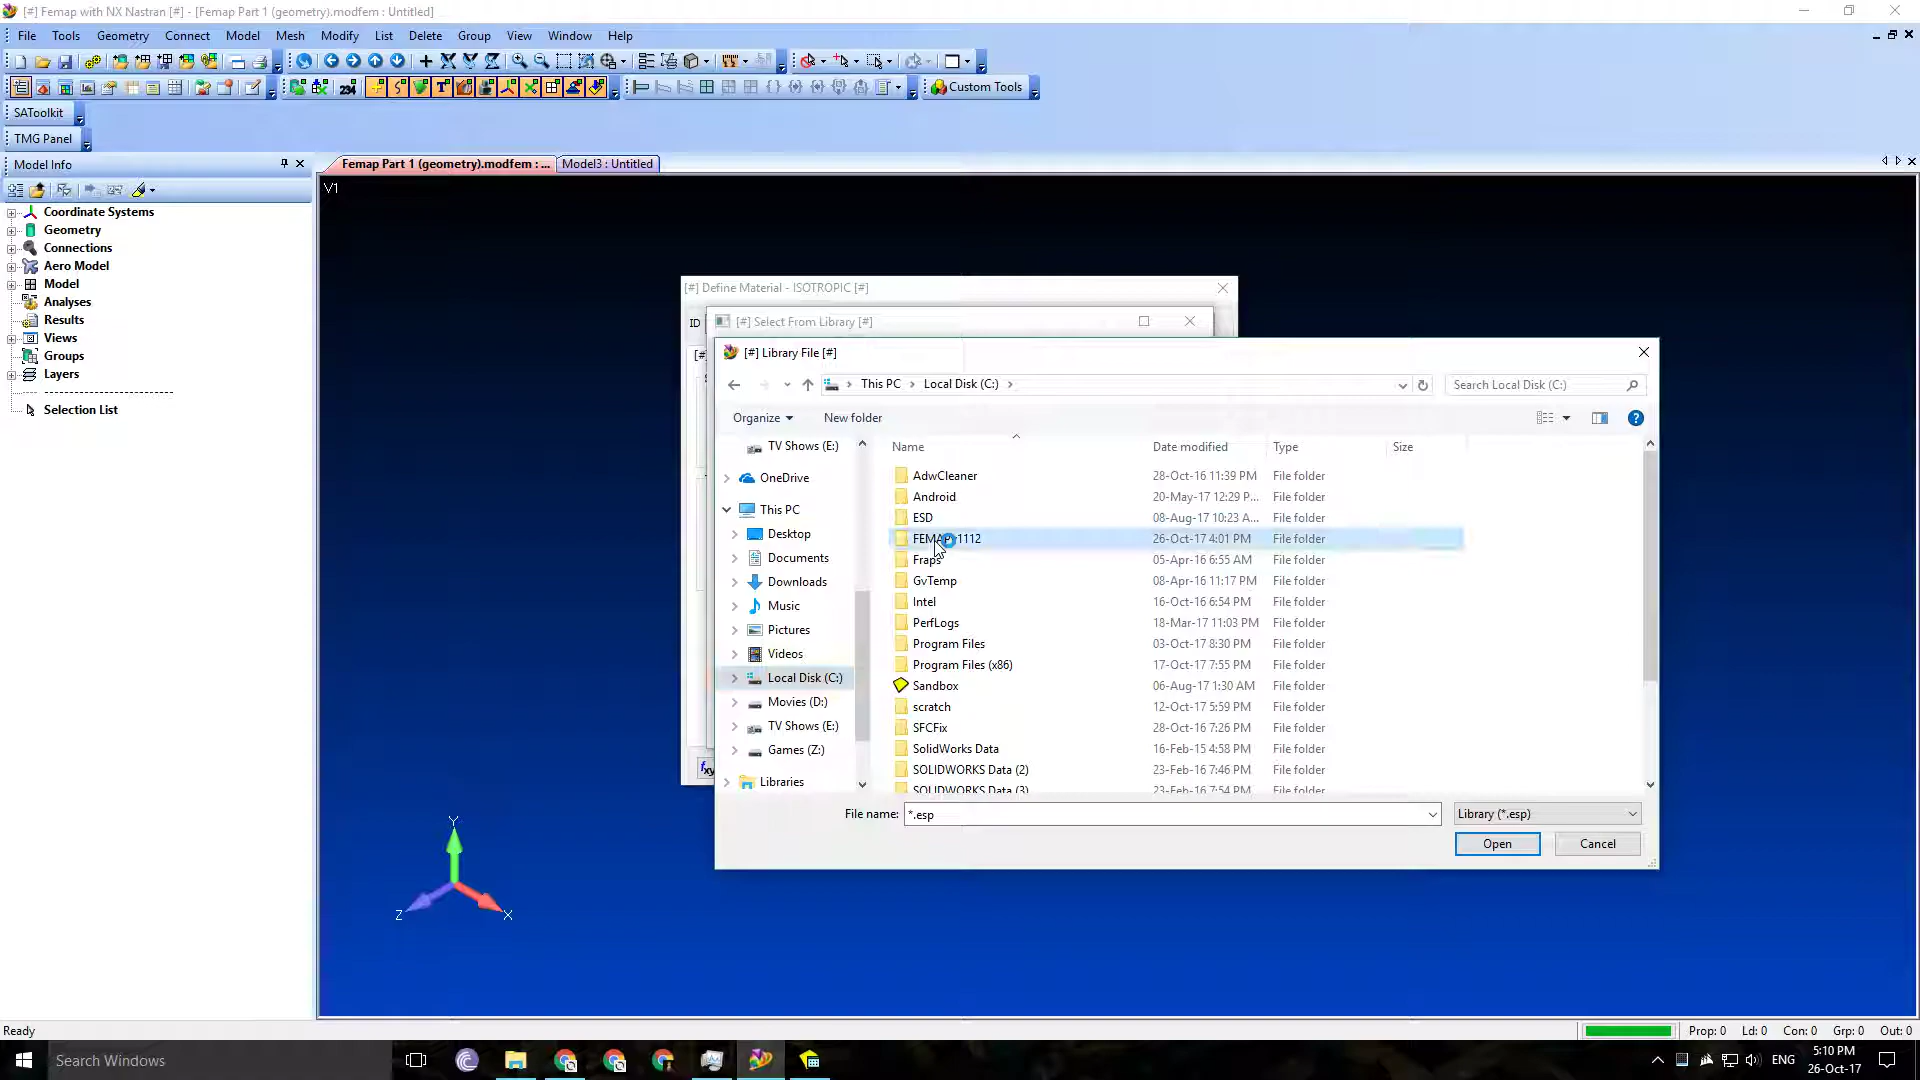 [#] Femap with NX Nastran [#] - [Femap Part 1 (geometry).modfem : Untitled]
File Tools Geometry Connect Model Mesh Modify List Delete Group View Window Help
234 Custom Tools
SAToolkit
TMG Panel
Model Info
Femap Part 1 (geometry).modfem : ... Model3 : Untitled
V1
Coordinate Systems
Geometry
Connections
Aero Model
Model
Analyses
Results
Views
Groups
Layers
Selection List
[#] Define Material - ISOTROPIC [#]
ID
[#] Select From Library [#]
[#] Library File [#]
This PC Local Disk (C:) Search Local Disk (C:)
Organize New folder
TV Shows (E:)
OneDrive
This PC
Desktop
Documents
Downloads
Music
Pictures
Videos
Local Disk (C:)
Movies (D:)
TV Shows (E:)
Games (Z:)
Libraries
Name Date modified Type Size
AdwCleaner 28-Oct-16 11:39 PM File folder
Android 20-May-17 12:29 P... File folder
ESD 08-Aug-17 10:23 A... File folder
26-Oct-17 4:01 PM File folder
Fraps 05-Apr-16 6:55 AM File folder
GvTemp 08-Apr-16 11:17 PM File folder
Intel 16-Oct-16 6:54 PM File folder
PerfLogs 18-Mar-17 11:03 PM File folder
Program Files 03-Oct-17 8:30 PM File folder
Program Files (x86) 17-Oct-17 7:55 PM File folder
Sandbox 06-Aug-17 1:30 AM File folder
scratch 12-Oct-17 5:59 PM File folder
SFCFix 28-Oct-16 7:26 PM File folder
SolidWorks Data 16-Feb-15 4:58 PM File folder
SOLIDWORKS Data (2) 23-Feb-16 7:46 PM File folder
SOLIDWORKS Data (3) 23-Feb-16 7:54 PM File folder
File name: *.esp Library (*.esp)
Open Cancel
Y
Z
X
Ready Prop: 0 Ld: 0 Con: 0 Grp: 0 Out: 0
Search Windows ENG 5:10 PM
26-Oct-17